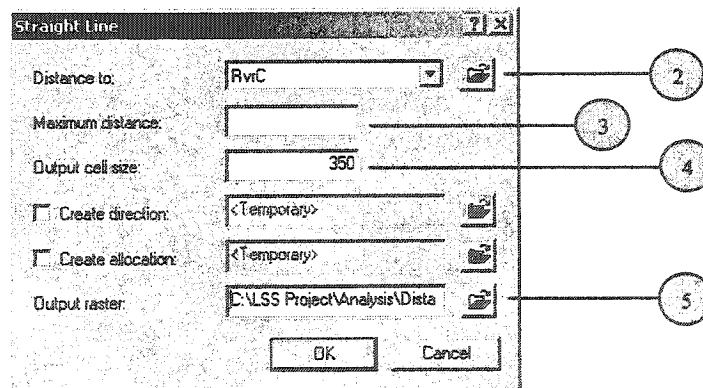 Straight Line
Distance to: RvrC 2
Maximum distance: 3
Output cell size: 350 4
Create direction: <Temporary>
Create allocation: <Temporary>
Output raster: C:\LSS Project\Analysis\Dista 5
OK Cancel